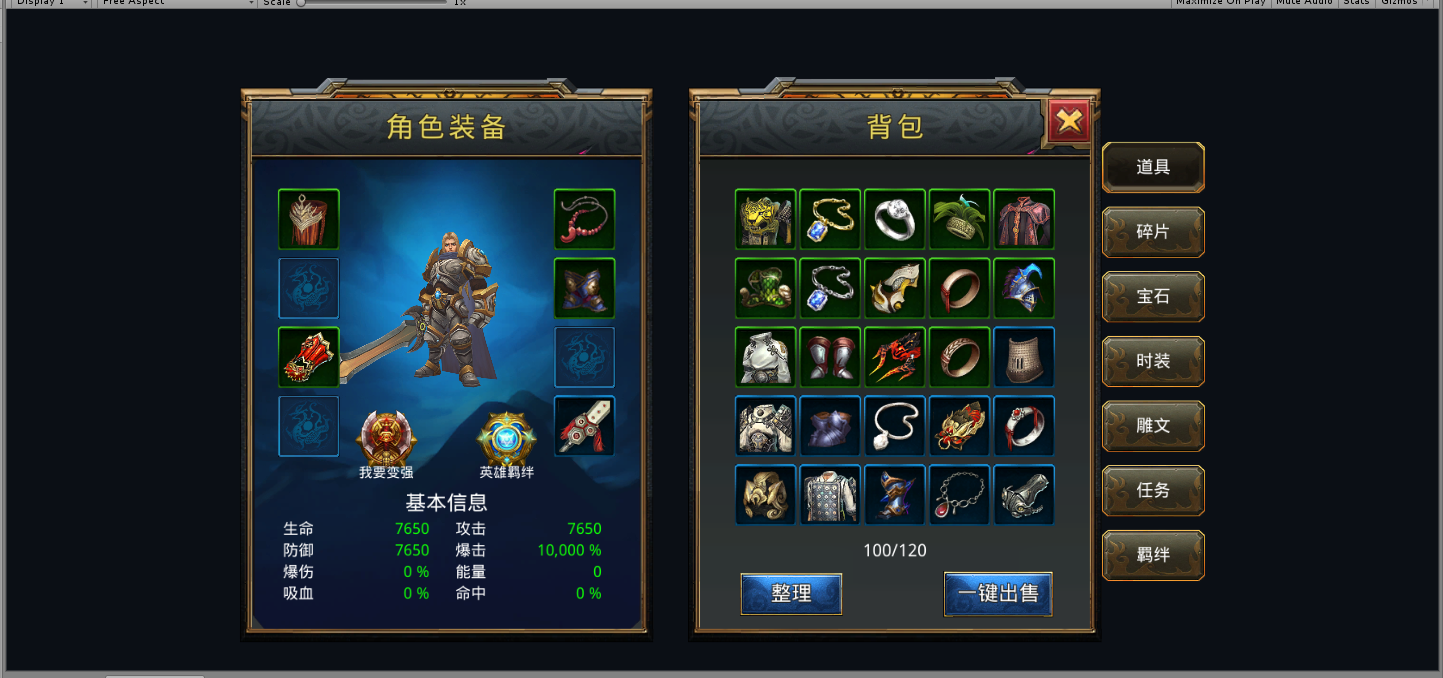 Display 1 Free Aspect Scale 1x Maximize On Play Mute Audio Stats Gizmos
角色装备
背包
道具
碎片
宝石
时装
雕文
任务
羁绊
我要变强 英雄羁绊
基本信息
生命 7650 攻击 7650
防御 7650 爆击 10,000 %
爆伤 0 % 能量 0
吸血 0 % 命中 0 %
100/120
整理 一键出售